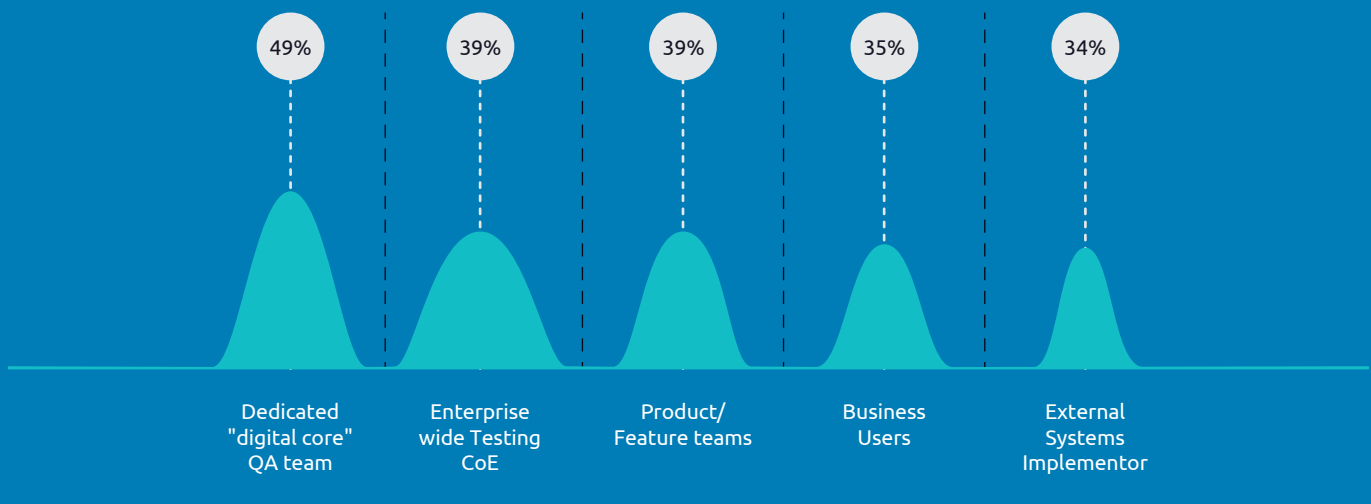 49%
39%
39%
35%
34%
Dedicated
"digital core"
QA team
Enterprise
wide Testing
CoE
Product/
Feature teams
Business
Users
External
Systems
Implementor